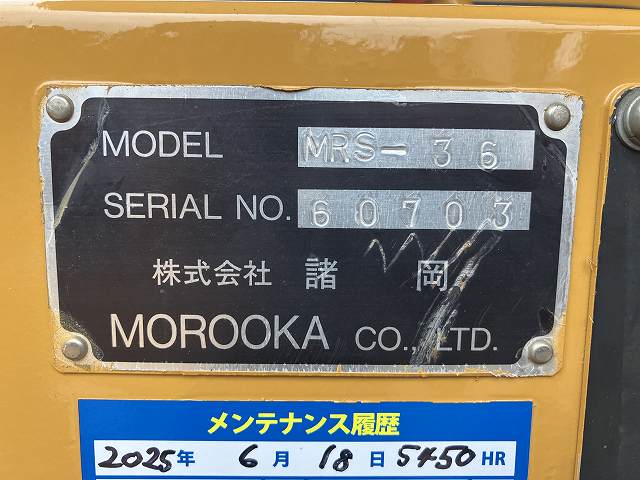 MODEL MRS-36
SERIAL NO. 60703
株式会社 諸岡
MOROOKA CO., LTD.
メンテナンス履歴
2025年 6月 18日 5450HR